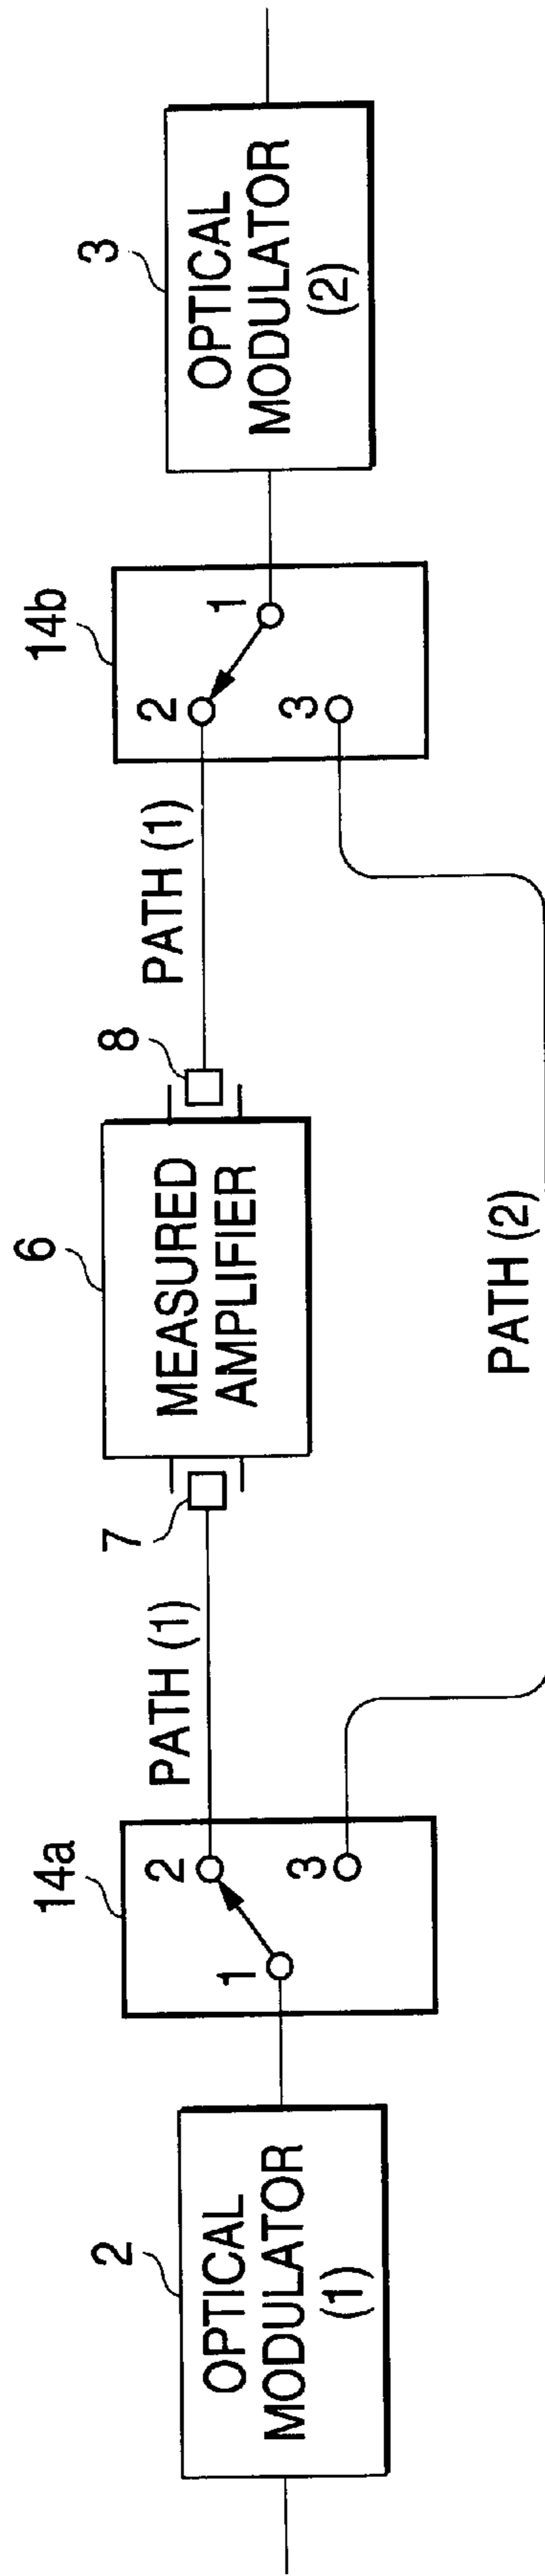 2
OPTICAL
MODULATOR
(1)
14a
1
2
3
PATH (1)
7
6
MEASURED
AMPLIFIER
8
PATH (1)
PATH (2)
14b
2
1
3
3
OPTICAL
MODULATOR
(2)